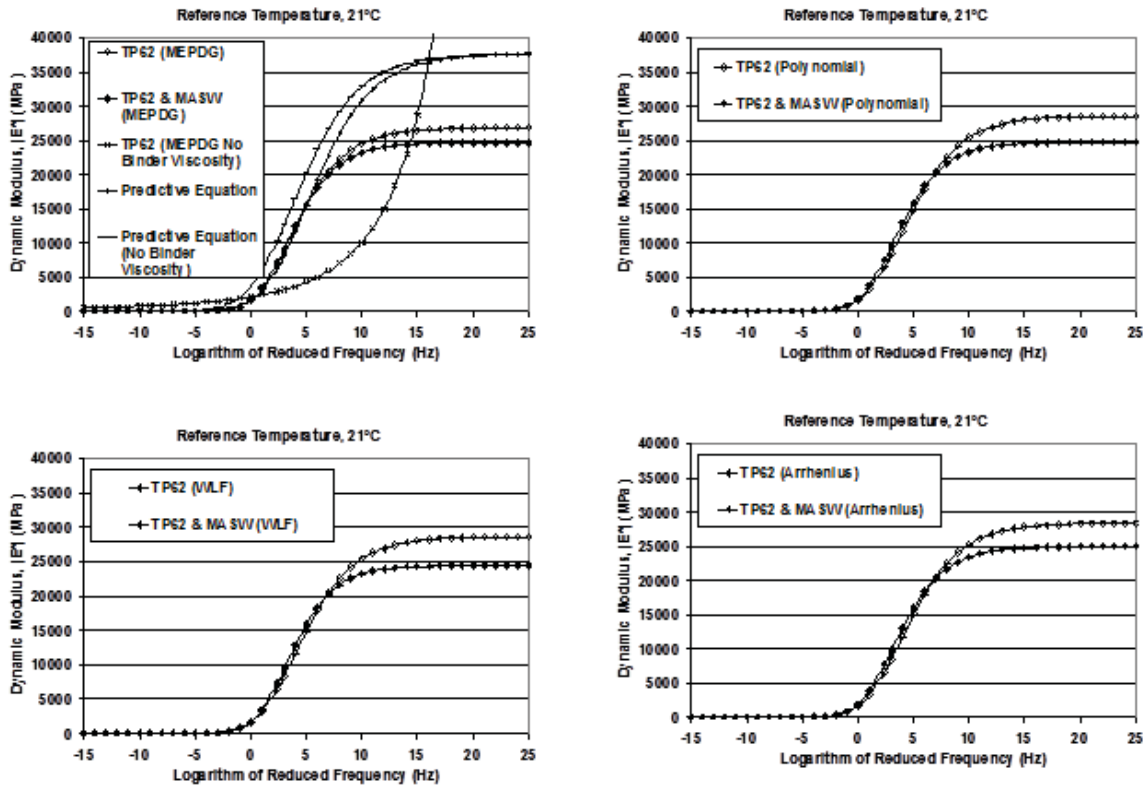 Reference Temperature, 21°C
Dynamic Modulus, |E*| (MPa)
40000
35000
30000
25000
20000
15000
10000
5000
0
TP62 (MEPDG)
TP62 & MASW
(MEPDG)
TP62 (MEPDG No
Binder Viscosity)
Predictive Equation
Predictive Equation
(No Binder
Viscosity)
-15 -10 -5 0 5 10 15 20 25
Logarithm of Reduced Frequency (Hz)
Reference Temperature, 21°C
Dynamic Modulus, |E*| (MPa)
40000
35000
30000
25000
20000
15000
10000
5000
0
TP62 (Polynomial)
TP62 & MASW (Polynomial)
-15 -10 -5 0 5 10 15 20 25
Logarithm of Reduced Frequency (Hz)
Reference Temperature, 21°C
Dynamic Modulus, |E*| (MPa)
40000
35000
30000
25000
20000
15000
10000
5000
0
TP62 (WLF)
TP62 & MASW (WLF)
-15 -10 -5 0 5 10 15 20 25
Logarithm of Reduced Frequency (Hz)
Reference Temperature, 21°C
Dynamic Modulus, |E*| (MPa)
40000
35000
30000
25000
20000
15000
10000
5000
0
TP62 (Arrhenius)
TP62 & MASW (Arrhenius)
-15 -10 -5 0 5 10 15 20 25
Logarithm of Reduced Frequency (Hz)